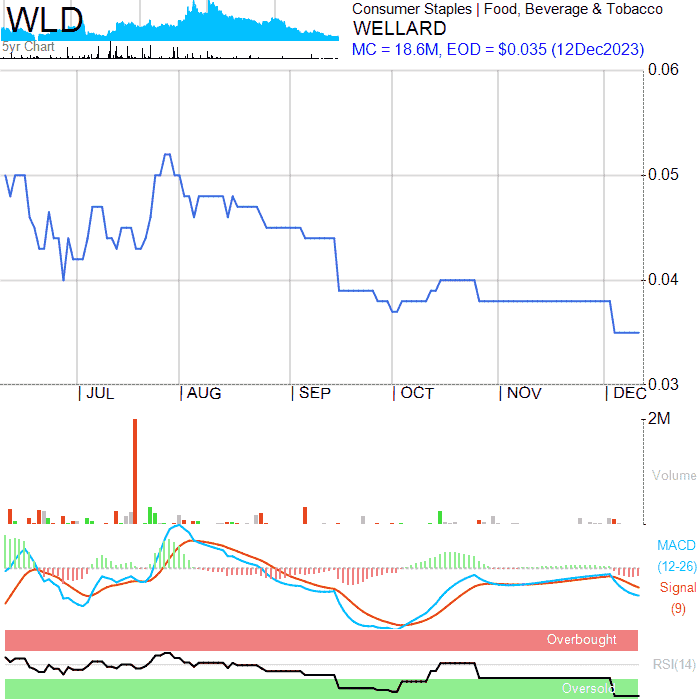 WLD
5yr Chart
Consumer Staples | Food, Beverage & Tobacco
WELLARD
MC = 18.6M, EOD = $0.035 (12Dec2023)
0.06
0.05
0.04
0.03
| JUL | AUG | SEP | OCT | NOV | DEC
2M
Volume
MACD
(12-26)
Signal
(9)
Overbought
RSI(14)
Oversold